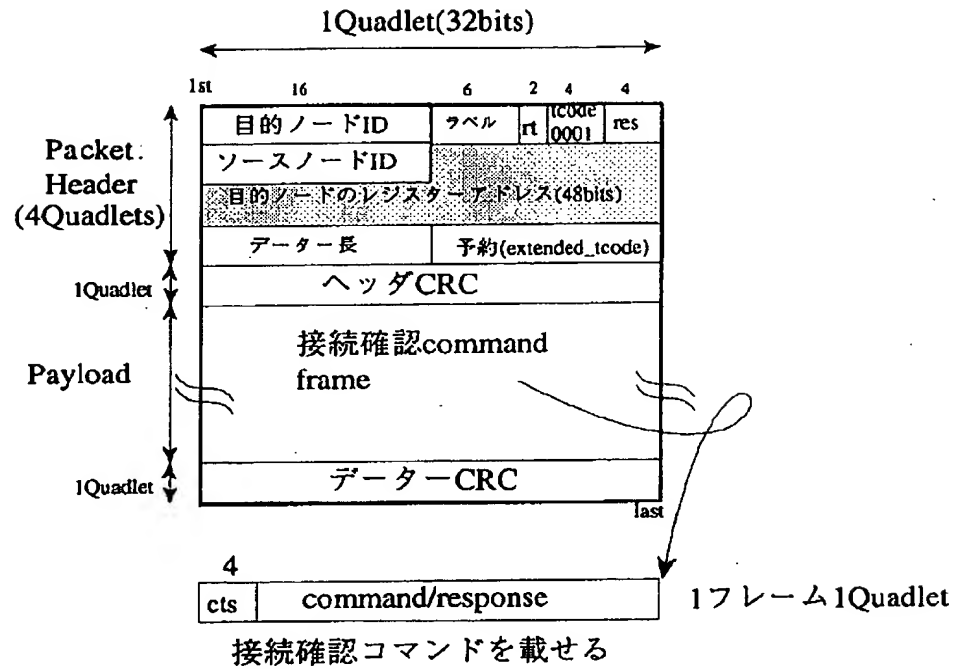 1Quadlet(32bits)
1st 16 6 2 4 4
目的ノードID ラベル rt tcode 0001 res
Packet.
Header
(4Quadlets)
ソースノードID
目的ノードのレジスターアドレス(48bits)
データー長 予約(extended_tcode)
1Quadlet ヘッダCRC
Payload
接続確認command
frame
1Quadlet データーCRC
last
4
cts command/response 1フレーム1Quadlet
接続確認コマンドを載せる